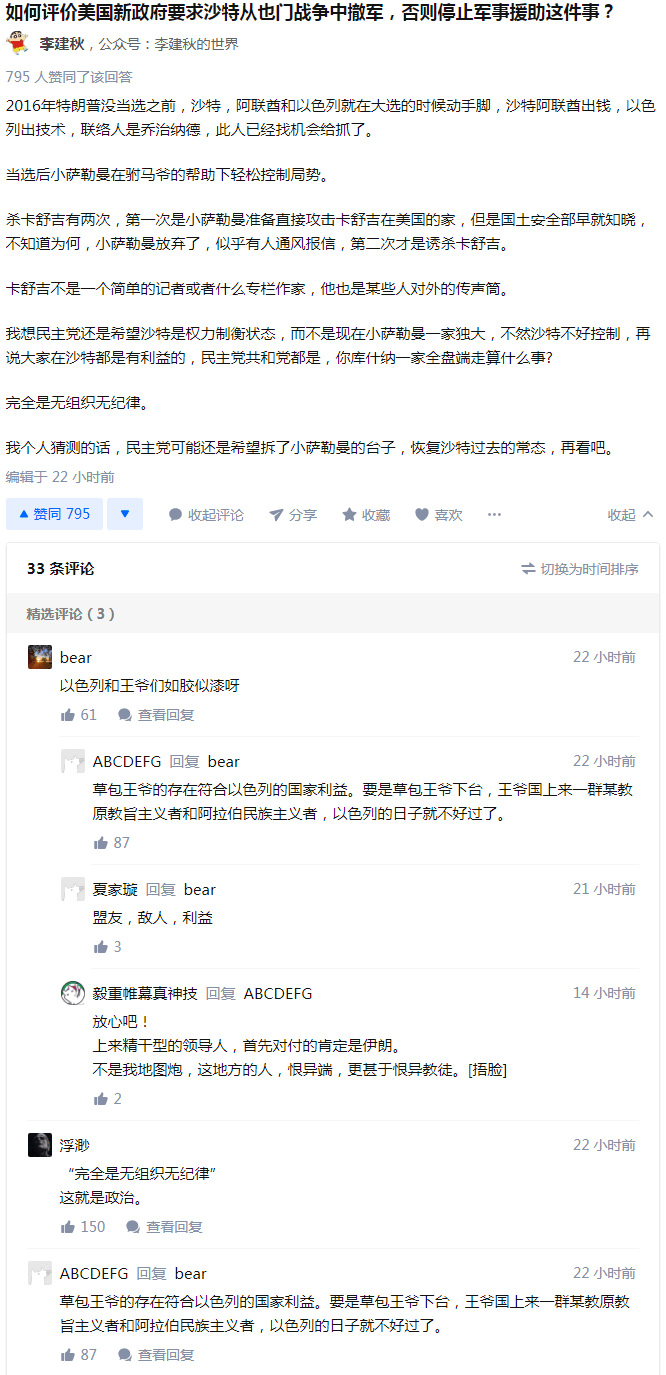 如何评价美国新政府要求沙特从也门战争中撤军，否则停止军事援助这件事？
李建秋，公众号：李建秋的世界
795 人赞同了该回答
2016年特朗普没当选之前，沙特，阿联酋和以色列就在大选的时候动手脚，沙特阿联酋出钱，以色
列出技术，联络人是乔治纳德，此人已经找机会给抓了。
当选后小萨勒曼在驸马爷的帮助下轻松控制局势。
杀卡舒吉有两次，第一次是小萨勒曼准备直接攻击卡舒吉在美国的家，但是国土安全部早就知晓，
不知道为何，小萨勒曼放弃了，似乎有人通风报信，第二次才是诱杀卡舒吉。
卡舒吉不是一个简单的记者或者什么专栏作家，他也是某些人对外的传声筒。
我想民主党还是希望沙特是权力制衡状态，而不是现在小萨勒曼一家独大，不然沙特不好控制，再
说大家在沙特都是有利益的，民主党共和党都是，你库什纳一家全盘端走算什么事?
完全是无组织无纪律。
我个人猜测的话，民主党可能还是希望拆了小萨勒曼的台子，恢复沙特过去的常态，再看吧。
编辑于 22 小时前
赞同 795 收起评论 分享 收藏 喜欢 ··· 收起
33 条评论 切换为时间排序
精选评论（3）
bear 22 小时前
以色列和王爷们如胶似漆呀
61 查看回复
ABCDEFG 回复 bear 22 小时前
草包王爷的存在符合以色列的国家利益。要是草包王爷下台，王爷国上来一群某教
原教旨主义者和阿拉伯民族主义者，以色列的日子就不好过了。
87
夏家璇 回复 bear 21 小时前
盟友，敌人，利益
3
毅重帷幕真神技 回复 ABCDEFG 14 小时前
放心吧！
上来精干型的领导人，首先对付的肯定是伊朗。
不是我地图炮，这地方的人，恨异端，更甚于恨异教徒。[捂脸]
2
浮渺 22 小时前
“完全是无组织无纪律”
这就是政治。
150 查看回复
ABCDEFG 回复 bear 22 小时前
草包王爷的存在符合以色列的国家利益。要是草包王爷下台，王爷国上来一群某教原教
旨主义者和阿拉伯民族主义者，以色列的日子就不好过了。
87 查看回复